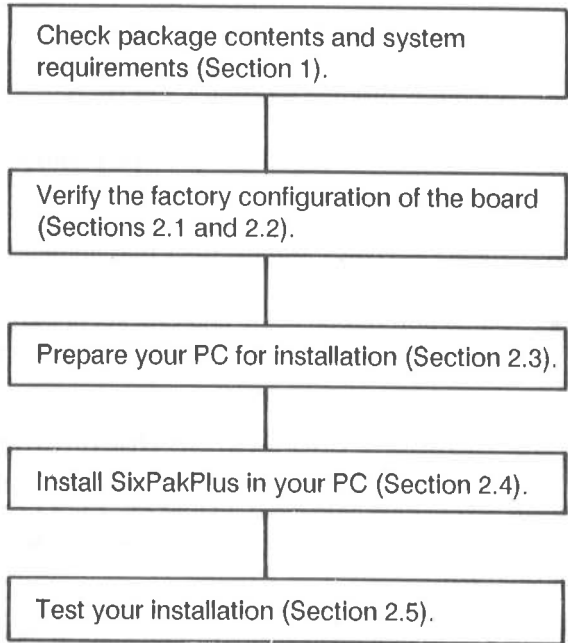 Check package contents and system
requirements (Section 1).
Verify the factory configuration of the board
(Sections 2.1 and 2.2).
Prepare your PC for installation (Section 2.3).
Install SixPakPlus in your PC (Section 2.4).
Test your installation (Section 2.5).